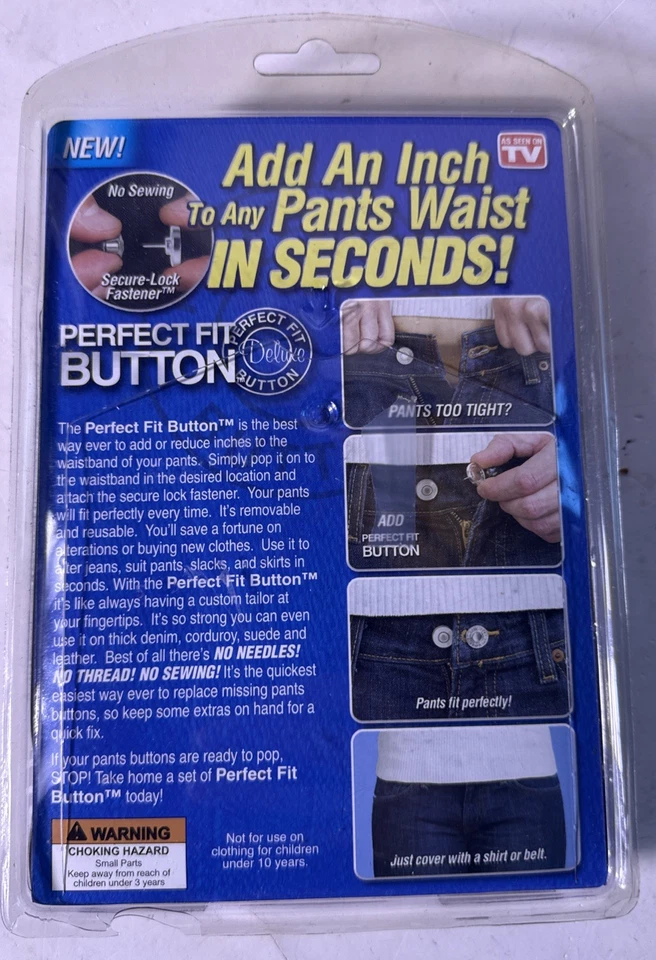 NEW!
AS SEEN ON
TV
Add An Inch
To Any Pants Waist
IN SECONDS!
No Sewing
Secure-Lock
Fastener™
PERFECT FIT
BUTTON
PERFECT FIT
Deluxe
BUTTON
PANTS TOO TIGHT?
ADD
PERFECT FIT
BUTTON
Pants fit perfectly!
Just cover with a shirt or belt.
The Perfect Fit Button™ is the best
way ever to add or reduce inches to the
waistband of your pants. Simply pop it on to
the waistband in the desired location and
attach the secure lock fastener. Your pants
will fit perfectly every time. It's removable
and reusable. You'll save a fortune on
alterations or buying new clothes. Use it to
alter jeans, suit pants, slacks, and skirts in
seconds. With the Perfect Fit Button™
it's like always having a custom tailor at
your fingertips. It's so strong you can even
use it on thick denim, corduroy, suede and
leather. Best of all there's NO NEEDLES!
NO THREAD! NO SEWING! It's the quickest
easiest way ever to replace missing pants
buttons, so keep some extras on hand for a
quick fix.
If your pants buttons are ready to pop,
STOP! Take home a set of Perfect Fit
Button™ today!
WARNING
CHOKING HAZARD
Small Parts
Keep away from reach of
children under 3 years
Not for use on
clothing for children
under 10 years.